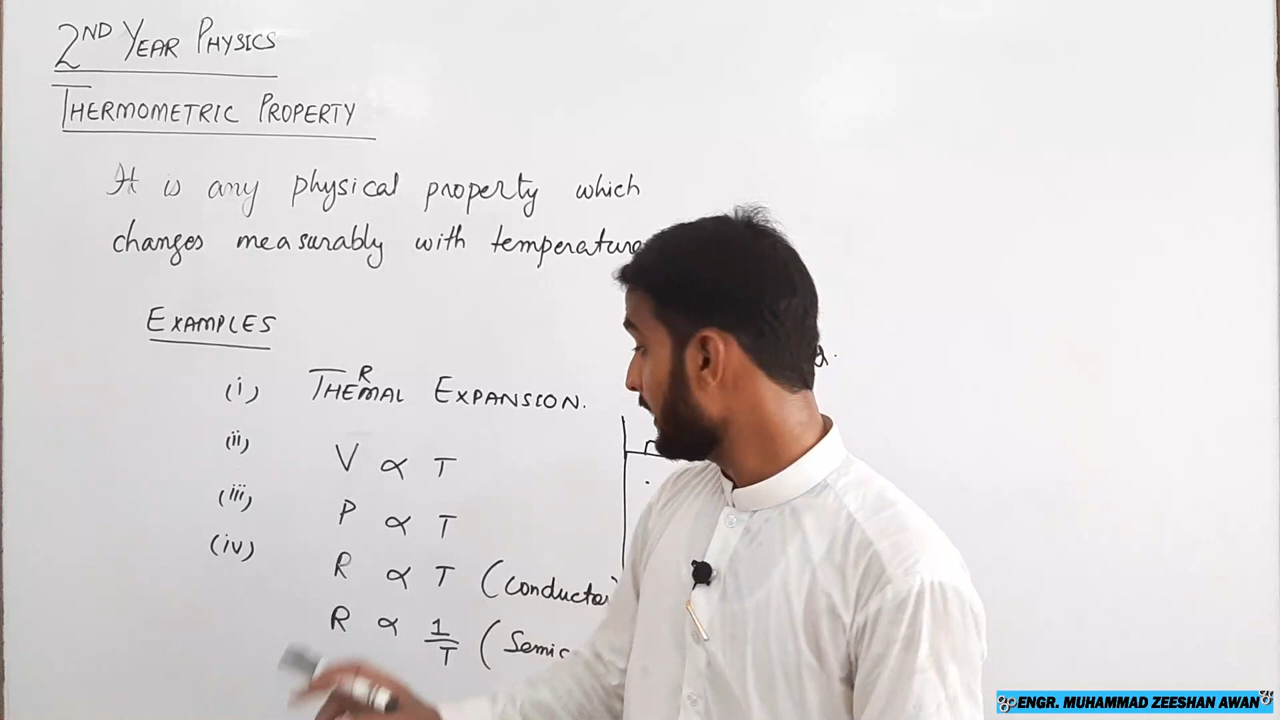 2ND YEAR PHYSICS
THERMOMETRIC PROPERTY
It is any physical property which
changes measurably with temperature
EXAMPLES
(i) THERMAL EXPANSION.
(ii) V ∝ T
(iii) P ∝ T
(iv) R ∝ T (Conductor
R ∝ 1/T (Semic
ENGR. MUHAMMAD ZEESHAN AWAN